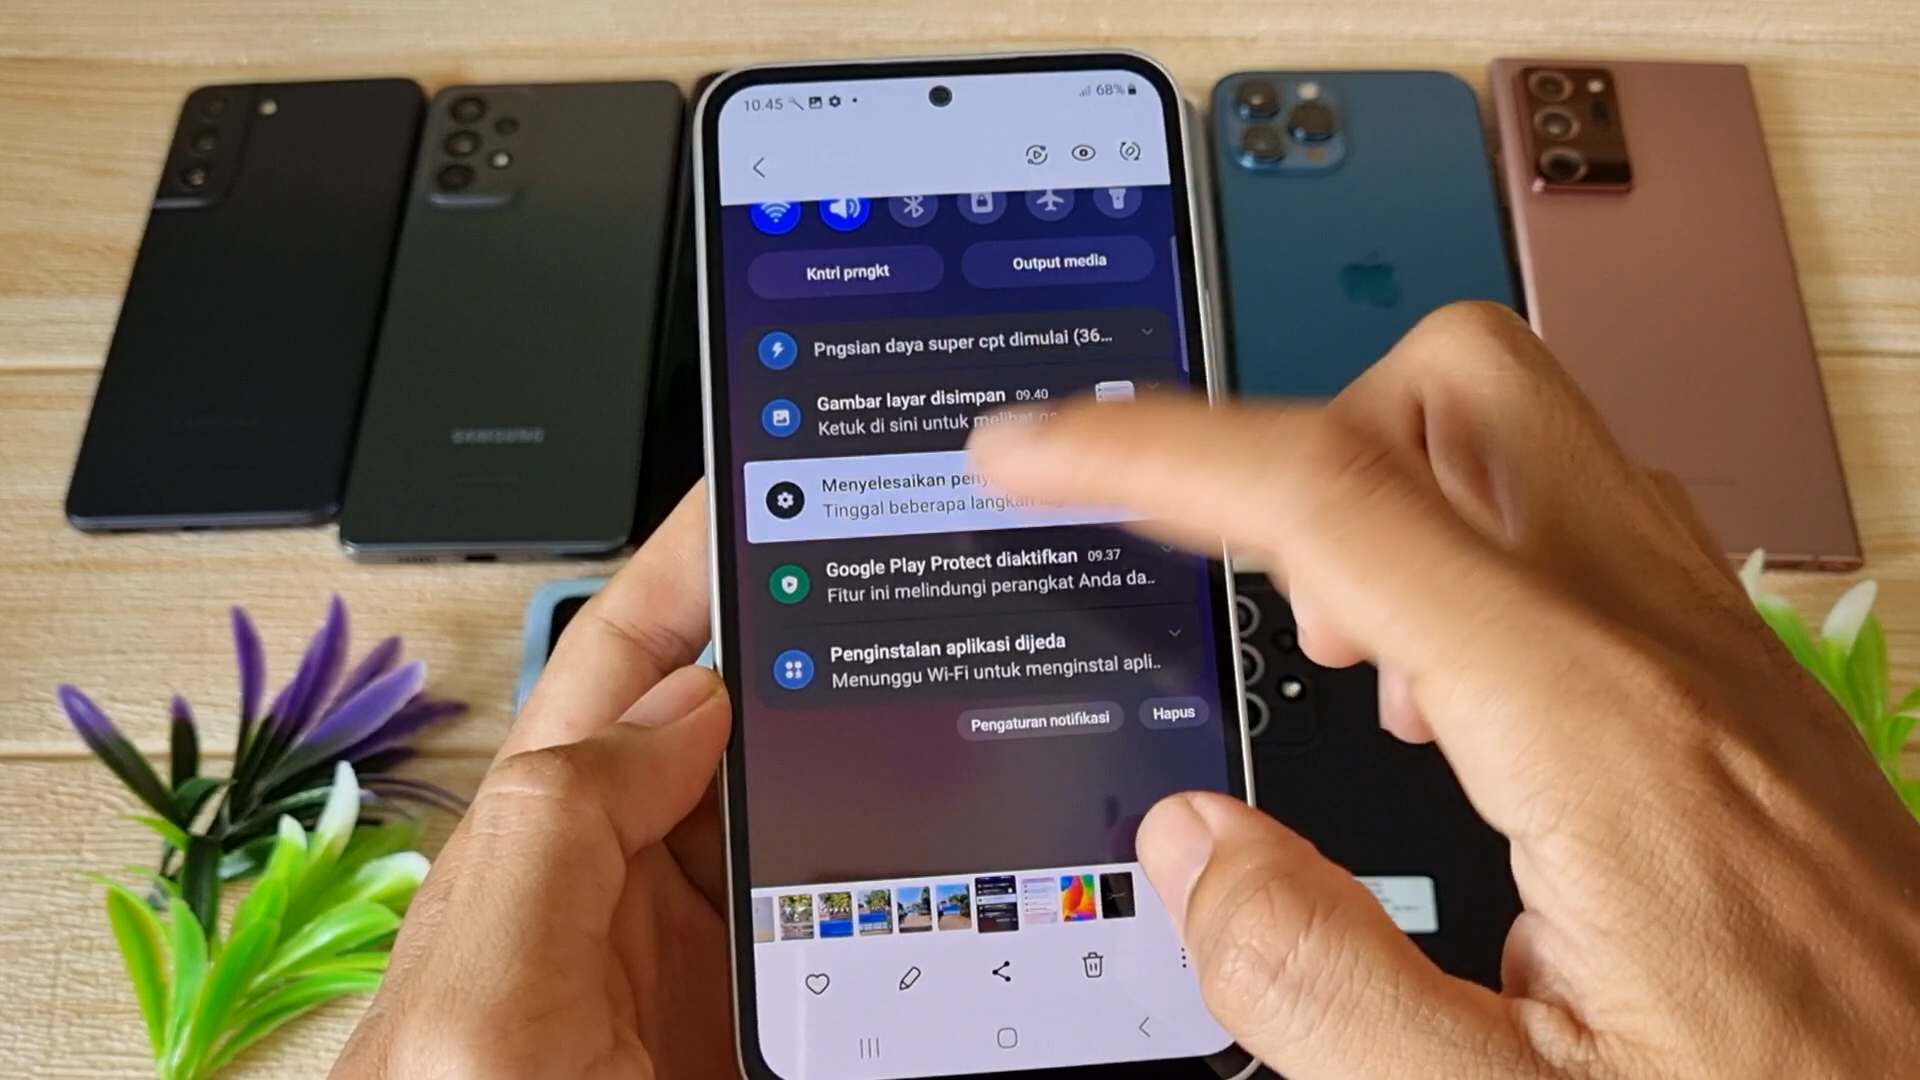 10.45
68%
Kntrl prngkt
Output media
Pngsian daya super cpt dimulai (36...
Gambar layar disimpan 09.40
Ketuk di sini untuk melihat
Menyelesaikan
Tinggal beberapa langkah
Google Play Protect diaktifkan 09.37
Fitur ini melindungi perangkat Anda da..
Penginstalan aplikasi dijeda
Menunggu Wi-Fi untuk menginstal apli..
Pengaturan notifikasi
Hapus
SAMSUNG